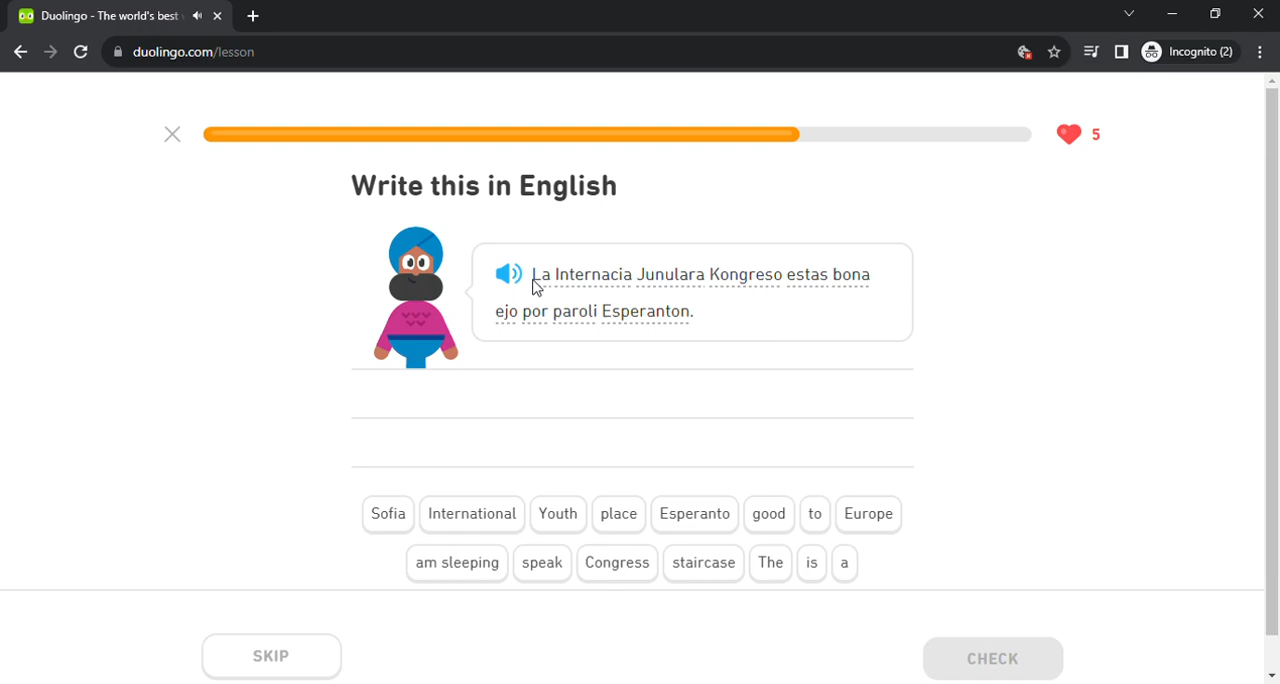 Duolingo - The world's best
duolingo.com/lesson
Incognito (2)
5
Write this in English
La Internacia Junulara Kongreso estas bona
ejo por paroli Esperanton.
Sofia International Youth place Esperanto good to Europe
am sleeping speak Congress staircase The is a
SKIP
CHECK